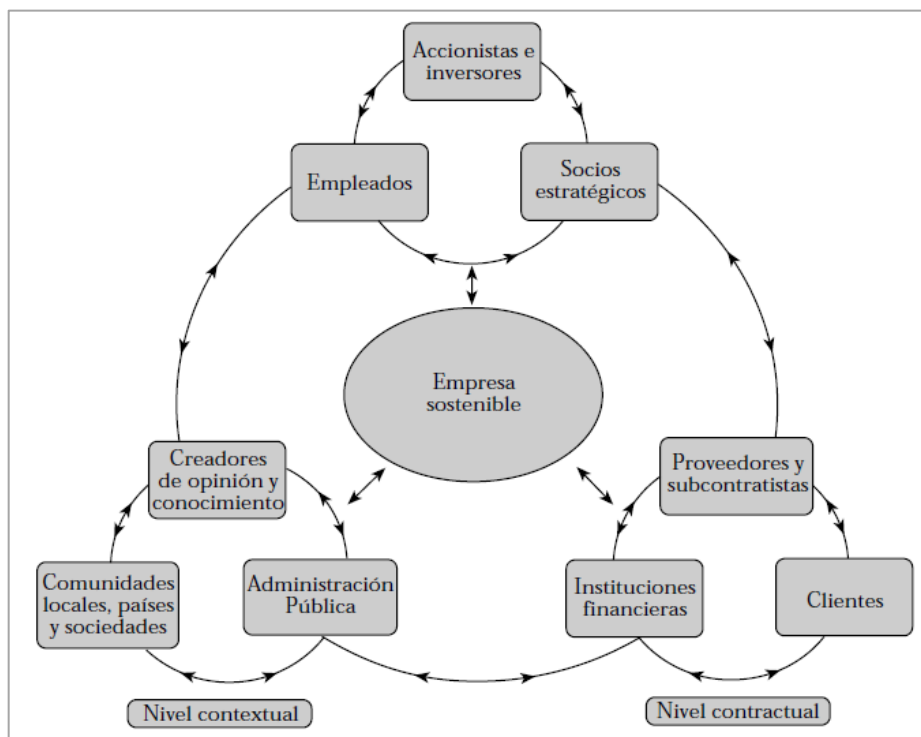 Accionistas e
inversores
Empleados
Socios
estratégicos
Empresa
sostenible
Creadores
de opinión y
conocimiento
Proveedores y
subcontratistas
Comunidades
locales, países
y sociedades
Administración
Pública
Instituciones
financieras
Clientes
Nivel contextual
Nivel contractual